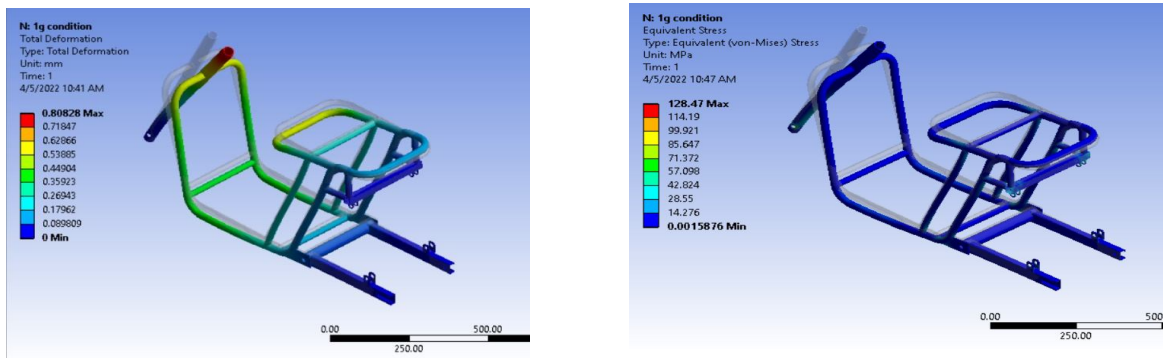 N: 1g condition
Total Deformation
Type: Total Deformation
Unit: mm
Time: 1
4/5/2022 10:41 AM
0.80828 Max
0.71847
0.62866
0.53885
0.44904
0.35923
0.26943
0.17962
0.089809
0 Min
0.00
500.00
250.00
N: 1g condition
Equivalent Stress
Type: Equivalent (von-Mises) Stress
Unit: MPa
Time: 1
4/5/2022 10:47 AM
128.47 Max
114.19
99.921
85.647
71.372
57.098
42.824
28.55
14.276
0.0015876 Min
0.00
500
250.00